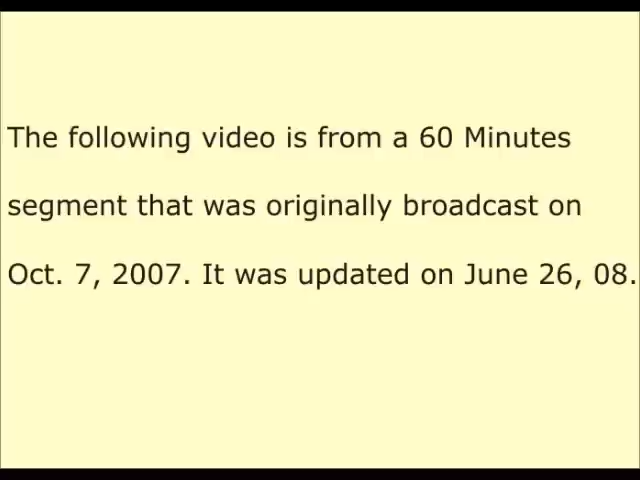 The following video is from a 60 Minutes
segment that was originally broadcast on
Oct. 7, 2007. It was updated on June 26, 08.